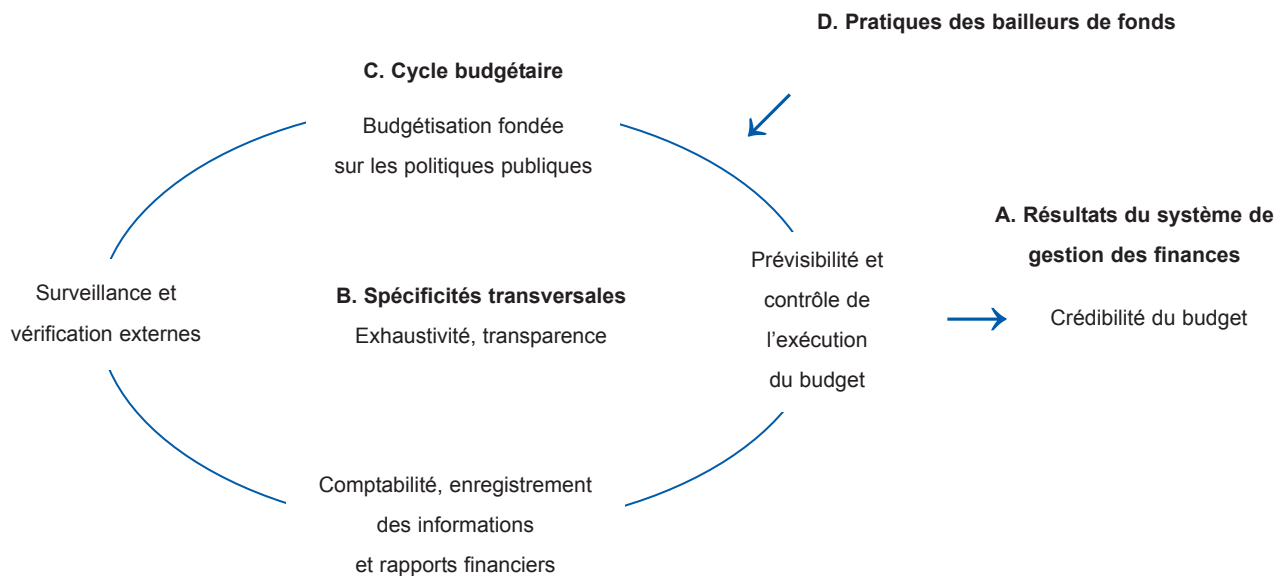 D. Pratiques des bailleurs de fonds
C. Cycle budgétaire
Budgétisation fondée
sur les politiques publiques
A. Résultats du système de
gestion des finances
Crédibilité du budget
Prévisibilité et
contrôle de
l'exécution
du budget
B. Spécificités transversales
Exhaustivité, transparence
Surveillance et
vérification externes
Comptabilité, enregistrement
des informations
et rapports financiers